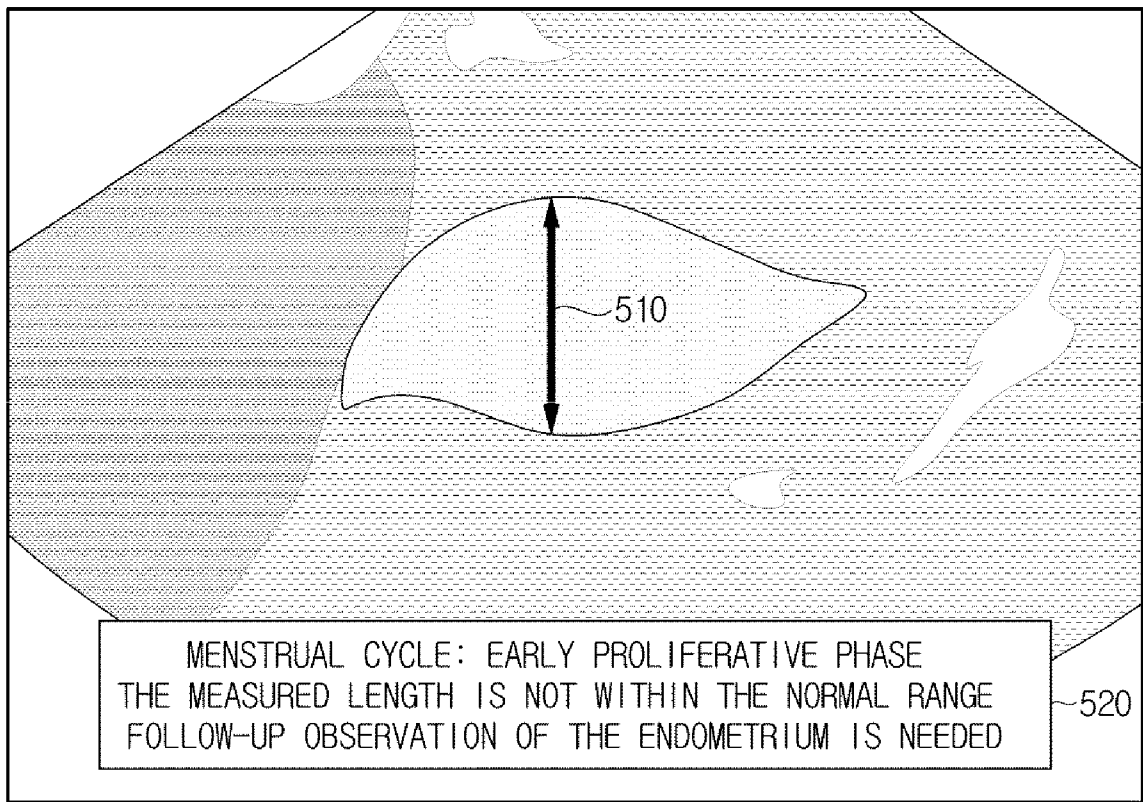 510
MENSTRUAL CYCLE: EARLY PROLIFERATIVE PHASE
THE MEASURED LENGTH IS NOT WITHIN THE NORMAL RANGE
FOLLOW-UP OBSERVATION OF THE ENDOMETRIUM IS NEEDED
520